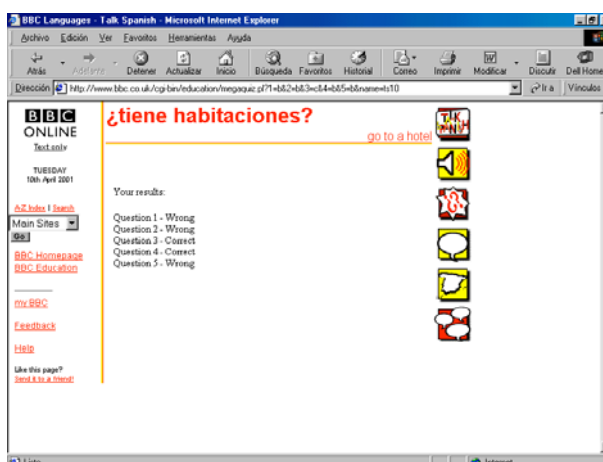 BBC Languages - Talk Spanish - Microsoft Internet Explorer
Archivo Edición Ver Favoritos Herramientas Ayuda
Atrás Adelante Detener Actualizar Inicio Búsqueda Favoritos Historial Correo Imprimir Modificar Discutir Dell Home
Dirección http://www.bbc.co.uk/cgi-bin/education/megaquiz.pl?1=b&2=b&3=c&4=b&5=b&name=ts10 Ir a Vínculos
BBC
ONLINE
Text only
TUESDAY
10th April 2001
A-Z Index | Search
Main Sites
Go
BBC Homepage
BBC Education
my BBC
Feedback
Help
Like this page?
Send it to a friend!
¿tiene habitaciones?
go to a hotel
Your results:
Question 1 - Wrong
Question 2 - Wrong
Question 3 - Correct
Question 4 - Correct
Question 5 - Wrong
Listo Internet